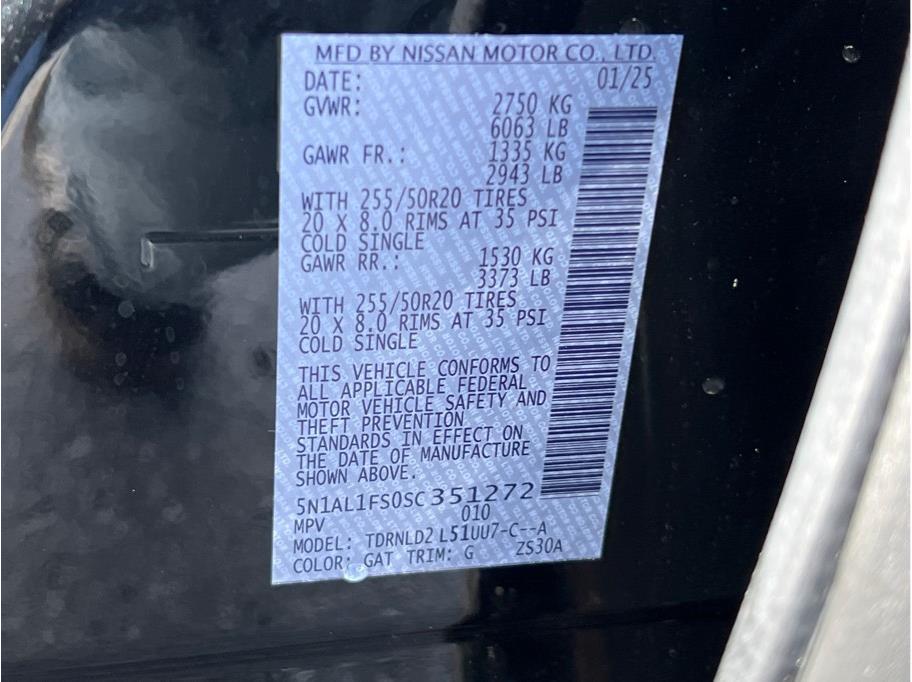 MFD BY NISSAN MOTOR CO., LTD.
DATE: 01/25
GVWR: 2750 KG
6063 LB
GAWR FR.: 1335 KG
2943 LB
WITH 255/50R20 TIRES
20 X 8.0 RIMS AT 35 PSI
COLD SINGLE
GAWR RR.: 1530 KG
3373 LB
WITH 255/50R20 TIRES
20 X 8.0 RIMS AT 35 PSI
COLD SINGLE
THIS VEHICLE CONFORMS TO
ALL APPLICABLE FEDERAL
MOTOR VEHICLE SAFETY AND
THEFT PREVENTION
STANDARDS IN EFFECT ON
THE DATE OF MANUFACTURE
SHOWN ABOVE.
5N1AL1FS0SC351272
MPV 010
MODEL: TDRNLD2 L51UU7-C--A
COLOR: GAT TRIM: G ZS30A